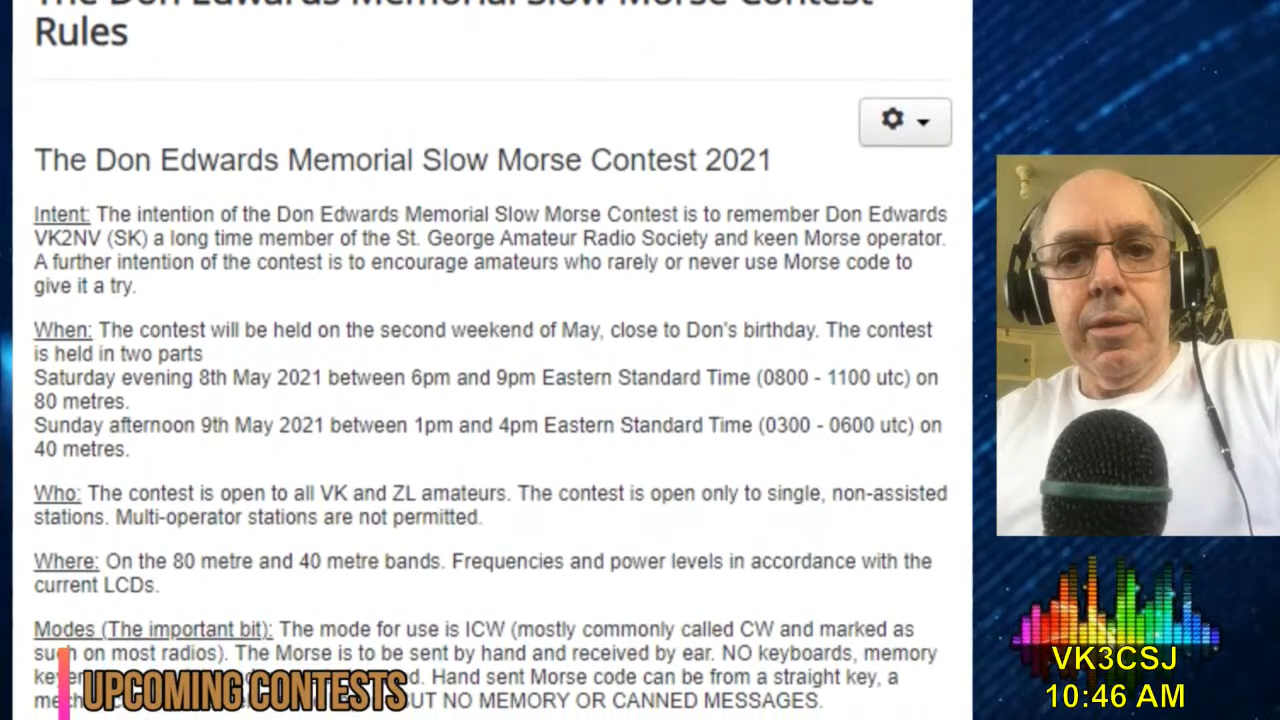 The Don Edwards Memorial Slow Morse Contest
Rules
The Don Edwards Memorial Slow Morse Contest 2021
Intent: The intention of the Don Edwards Memorial Slow Morse Contest is to remember Don Edwards
VK2NV (SK) a long time member of the St. George Amateur Radio Society and keen Morse operator.
A further intention of the contest is to encourage amateurs who rarely or never use Morse code to
give it a try.
When: The contest will be held on the second weekend of May, close to Don's birthday. The contest
is held in two parts
Saturday evening 8th May 2021 between 6pm and 9pm Eastern Standard Time (0800 - 1100 utc) on
80 metres.
Sunday afternoon 9th May 2021 between 1pm and 4pm Eastern Standard Time (0300 - 0600 utc) on
40 metres.
Who: The contest is open to all VK and ZL amateurs. The contest is open only to single, non-assisted
stations. Multi-operator stations are not permitted.
Where: On the 80 metre and 40 metre bands. Frequencies and power levels in accordance with the
current LCDs.
Modes (The important bit): The mode for use is ICW (mostly commonly called CW and marked as
such on most radios). The Morse is to be sent by hand and received by ear. NO keyboards, memory
Hand sent Morse code can be from a straight key, a
NO MEMORY OR CANNED MESSAGES.
UPCOMING CONTESTS
VK3CSJ
10:46 AM